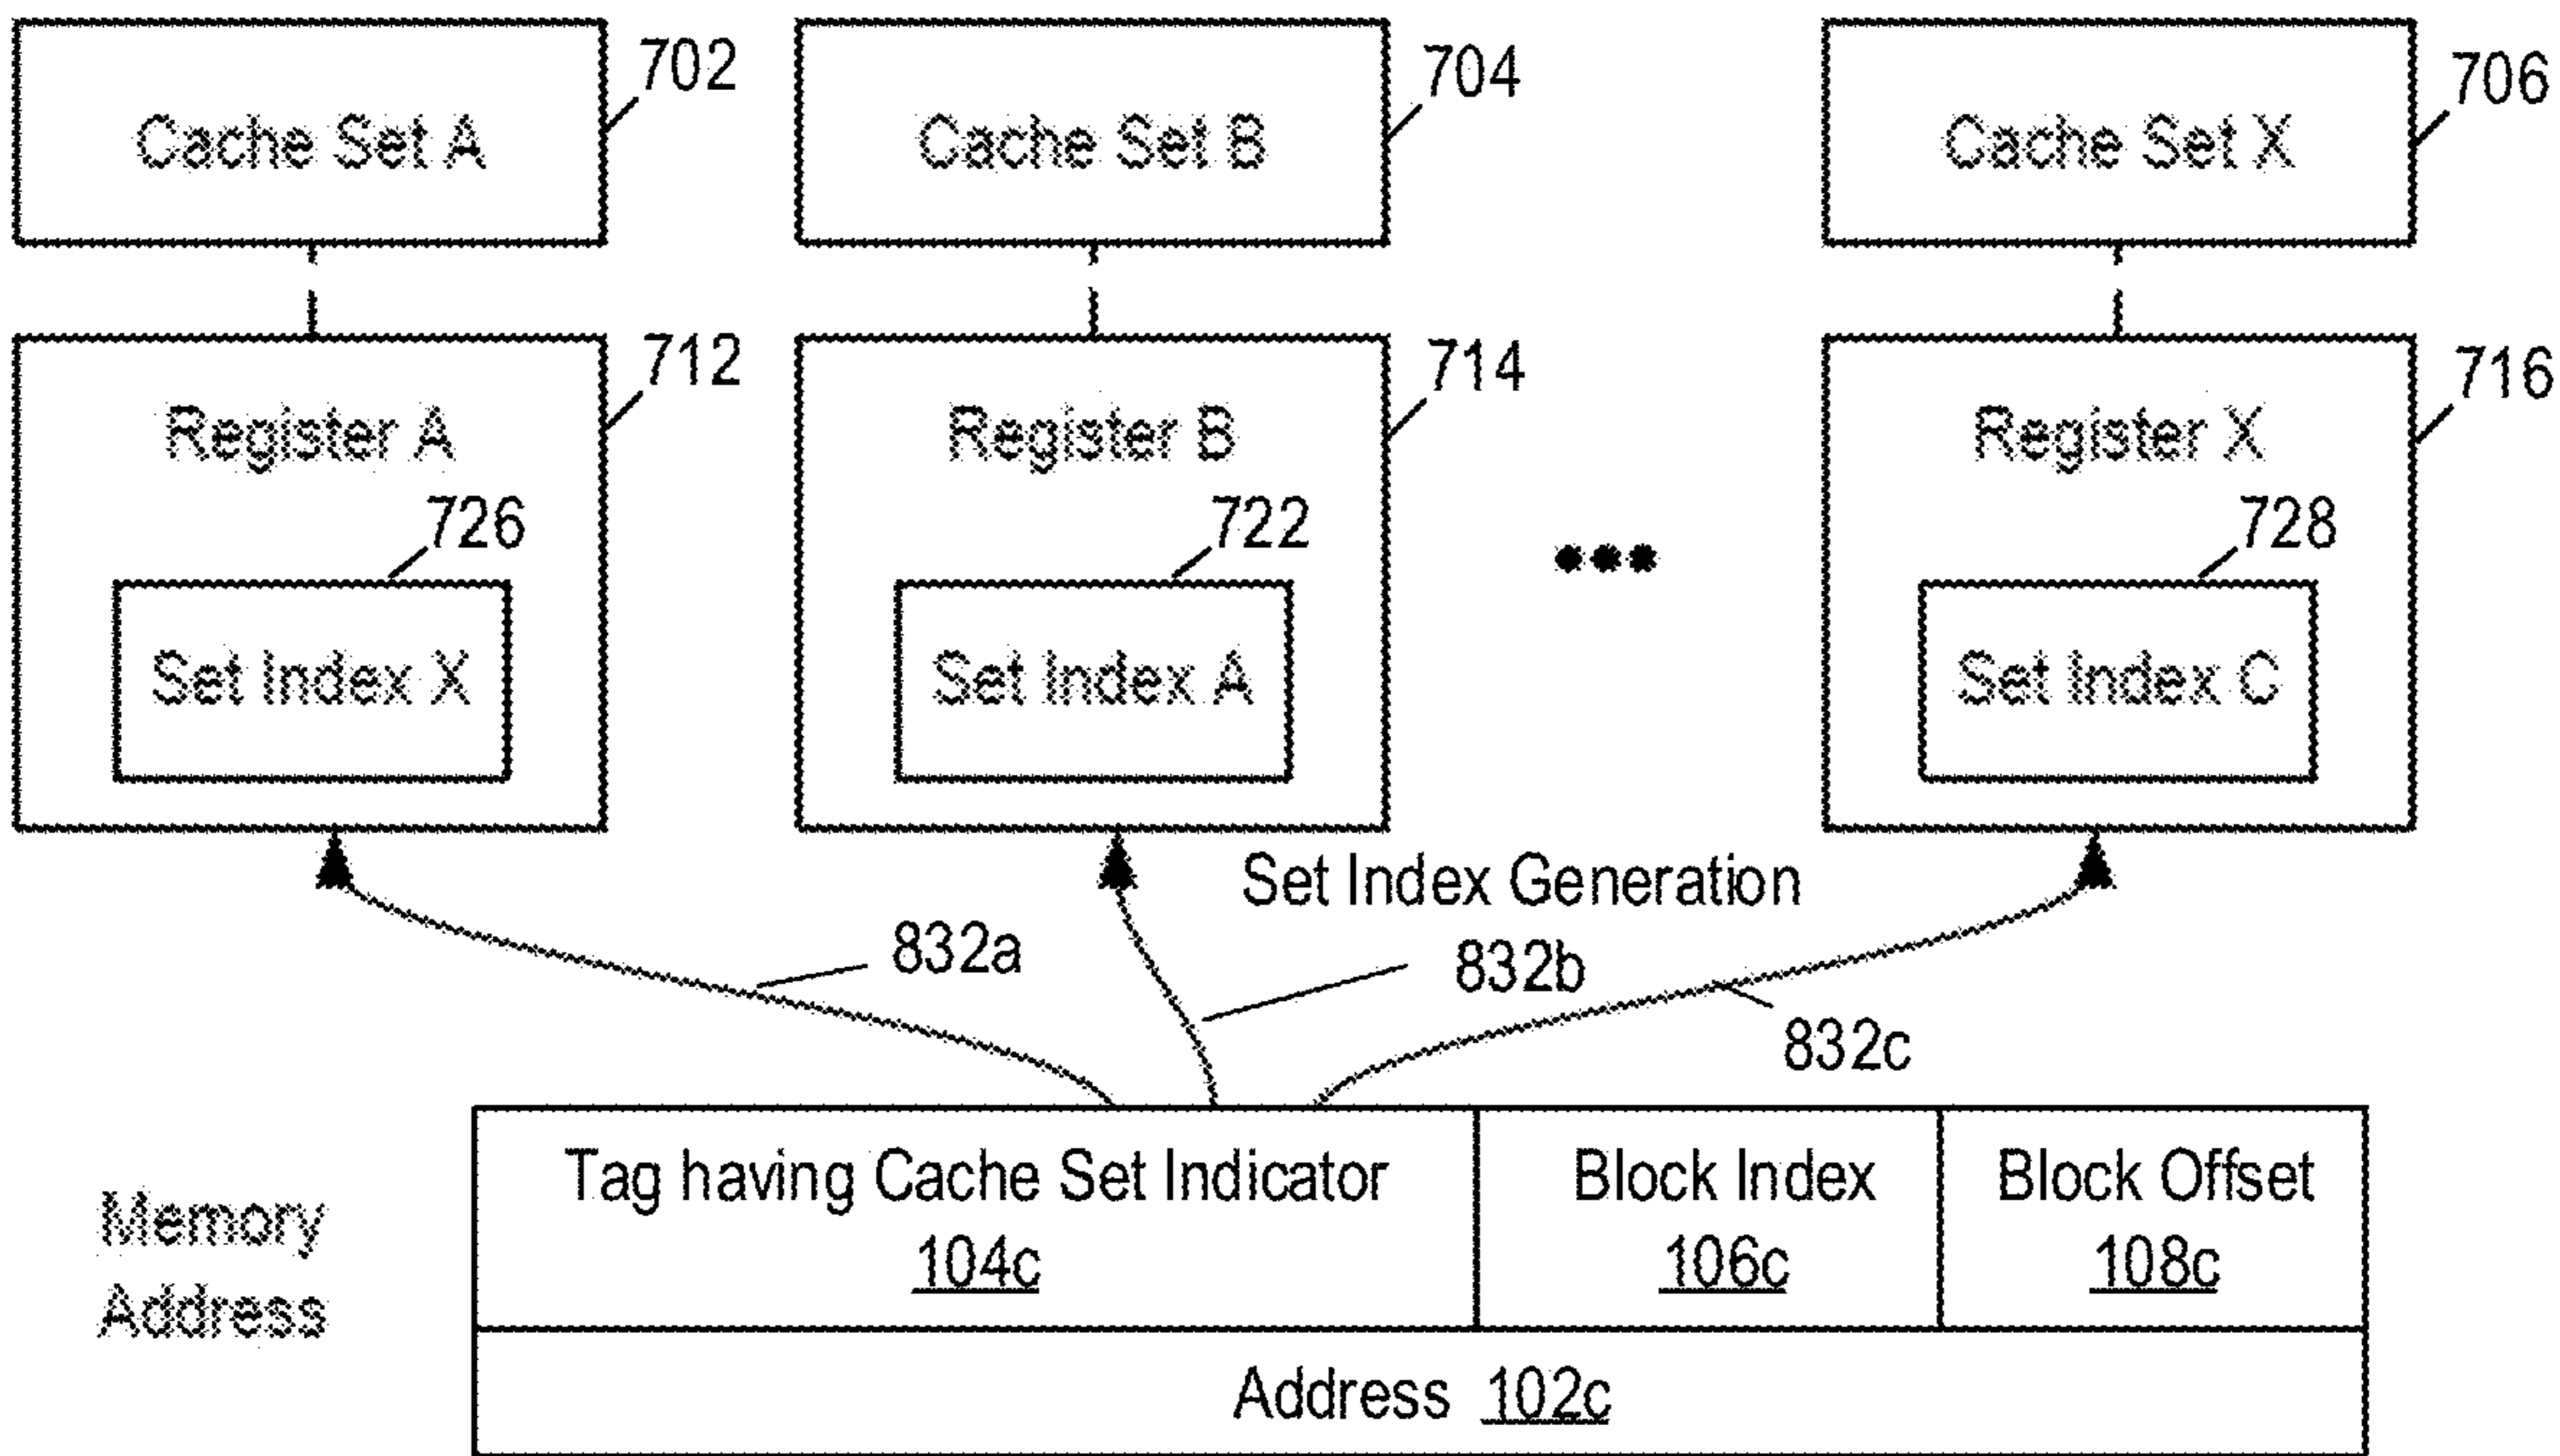 702
704
706
Cache Set A
Cache Set B
Cache Set X
712
714
716
Register A
Register B
Register X
726
722
728
•••
Set Index X
Set Index A
Set Index C
Set Index Generation
832a
832b
832c
Memory
Address
Tag having Cache Set Indicator
104c
Block Index
106c
Block Offset
108c
Address 102c